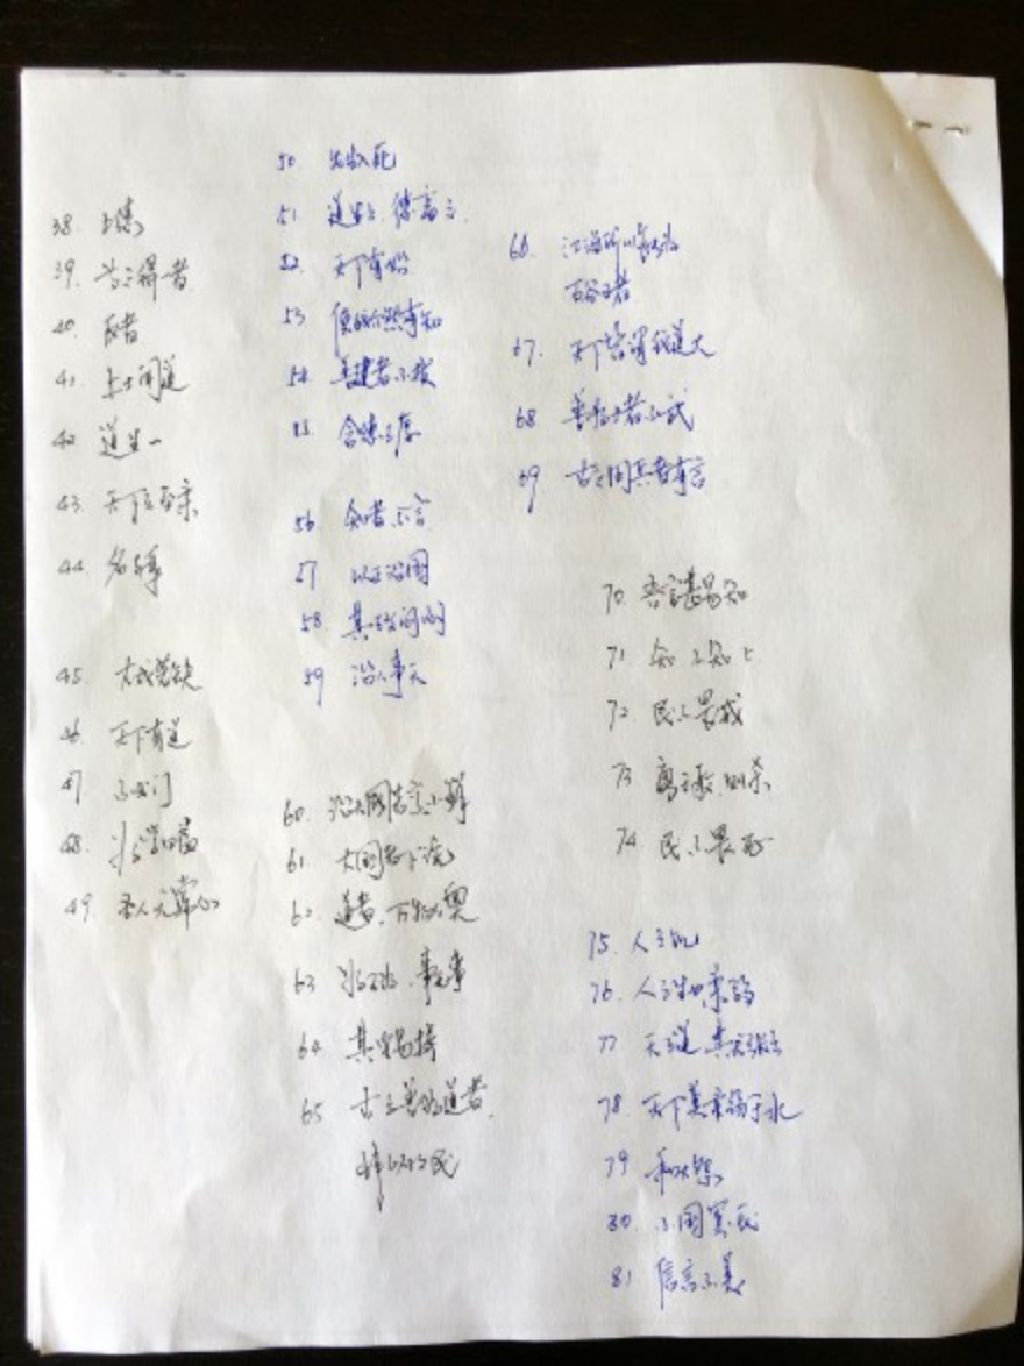 38. 上德
39. 昔之得者
40. 反者
41. 上士闻道
42. 道生一
43. 天下之至柔
44. 名与身
45. 大成若缺
46. 天下有道
47. 不出门
48. 为学日益
49. 圣人无常心
50. 出生入死
51. 道生之.德畜之.
52. 天下有始
53. 使我介然有知
54. 善建者不拔
55. 含德之厚
56. 知者不言
57 以正治国
58. 其政闷闷
59 治人事天
60. 治大国若烹小鲜
61. 大国者下流
62. 道者.万物之奥
63 为无为.事无事
64 其安易持
65 古之善为道者.
非以明民
66. 江海所以能为
百谷王者
67. 天下皆谓我道大
68 善为士者不武
69 古之用兵者有言
70. 吾言甚易知
71. 知不知上
72. 民不畏威
73 勇于敢则杀
74. 民不畏死
75. 人之饥
76. 人之生也柔弱
77 天之道其犹张弓
78. 天下莫柔弱于水
79 和大怨
80. 小国寡民
81 信言不美